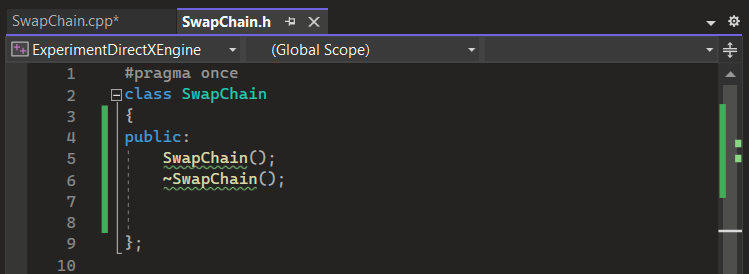 SwapChain.cpp*    SwapChain.h
ExperimentDirectXEngine    (Global Scope)
1    #pragma once
2    class SwapChain
3    {
4    public:
5        SwapChain();
6        ~SwapChain();
7
8
9    };
10